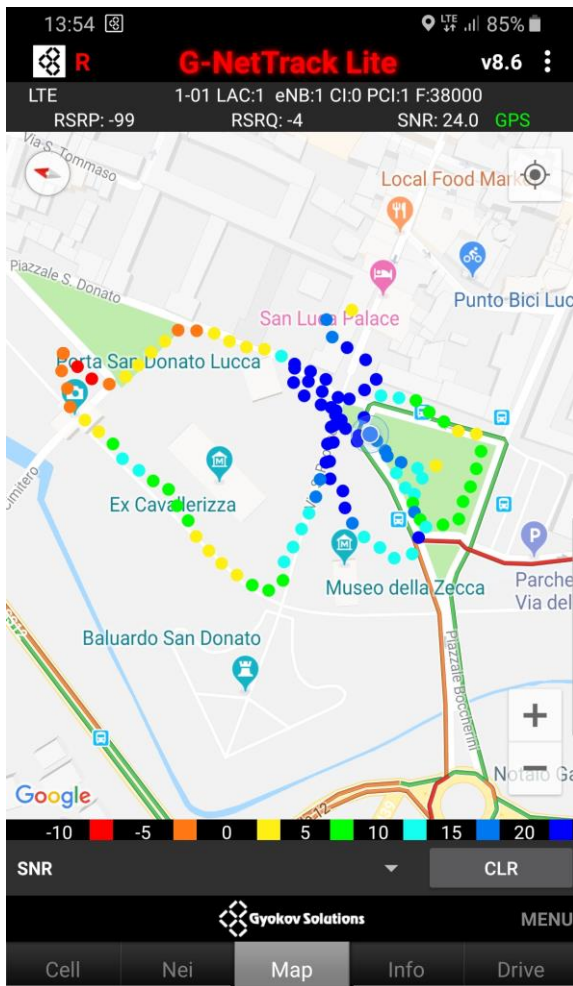 13:54 LTE 85%
R G-NetTrack Lite v8.6
LTE 1-01 LAC:1 eNB:1 CI:0 PCI:1 F:38000
RSRP: -99 RSRQ: -4 SNR: 24.0 GPS
Via S. Tommaso
Local Food Mark
Piazzale S. Donato
Punto Bici Luc
San Luca Palace
Porta San Donato Lucca
Ex Cavallerizza
P
Museo della Zecca
Parche
Via del
Baluardo San Donato
Piazzale Boccherini
Notaio Ga
Google
-10 -5 0 5 10 15 20
SNR CLR
Gyokov Solutions MENU
Cell Nei Map Info Drive